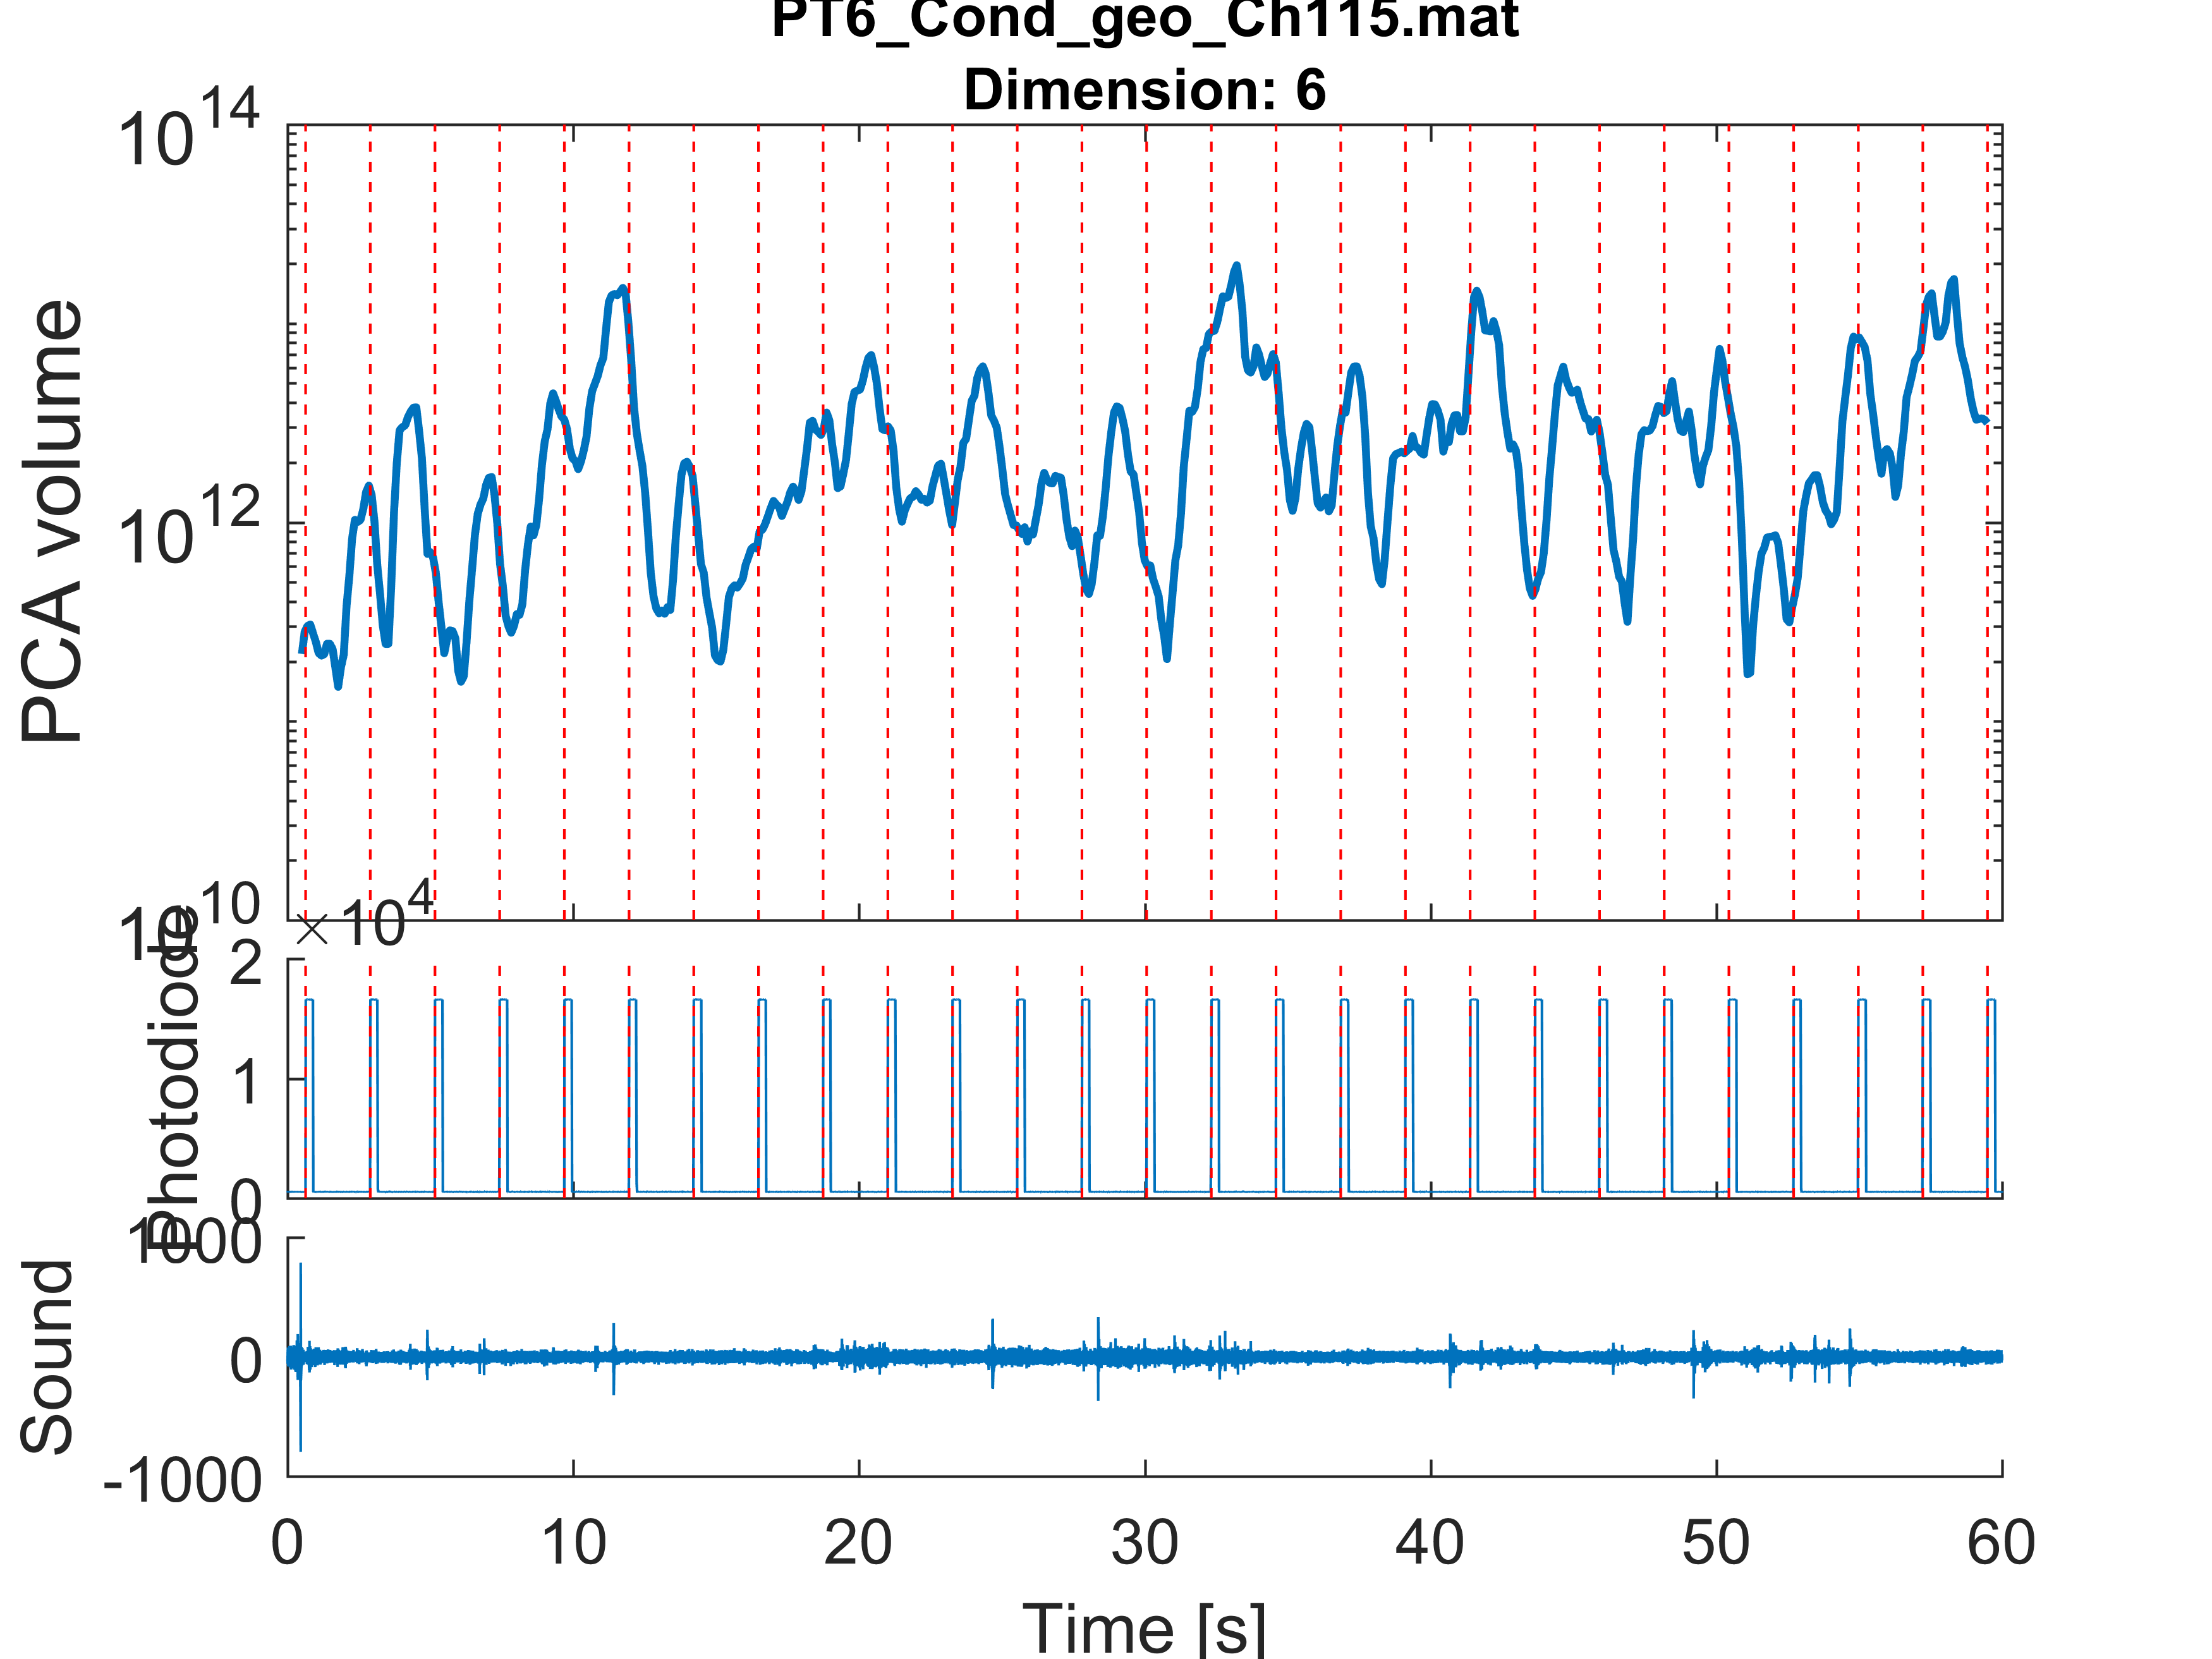 PT6_Cond_geo_Ch115.mat
Dimension: 6
PCA volume
10^14
10^12
10^10
×10^4
Photodiode
2
1
0
Sound
1000
0
-1000
0 10 20 30 40 50 60
Time [s]